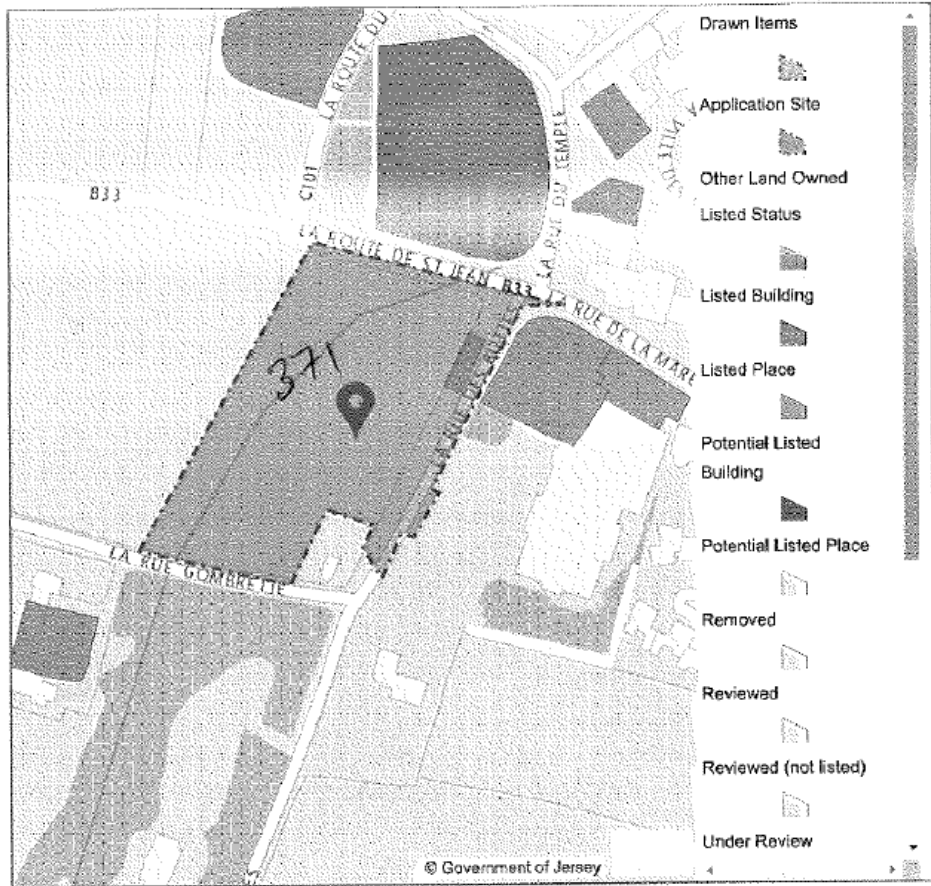 Drawn Items
Application Site
Other Land Owned
Listed Status
Listed Building
Listed Place
Potential Listed
Building
Potential Listed Place
Removed
Reviewed
Reviewed (not listed)
Under Review
LA ROUTE DU
C101
B33
LA RUE DU TEMPLE
LA ROUTE DE ST JEAN B33
LA RUE DE LA MARE
371
LA RUE GOMBRETTE
© Government of Jersey